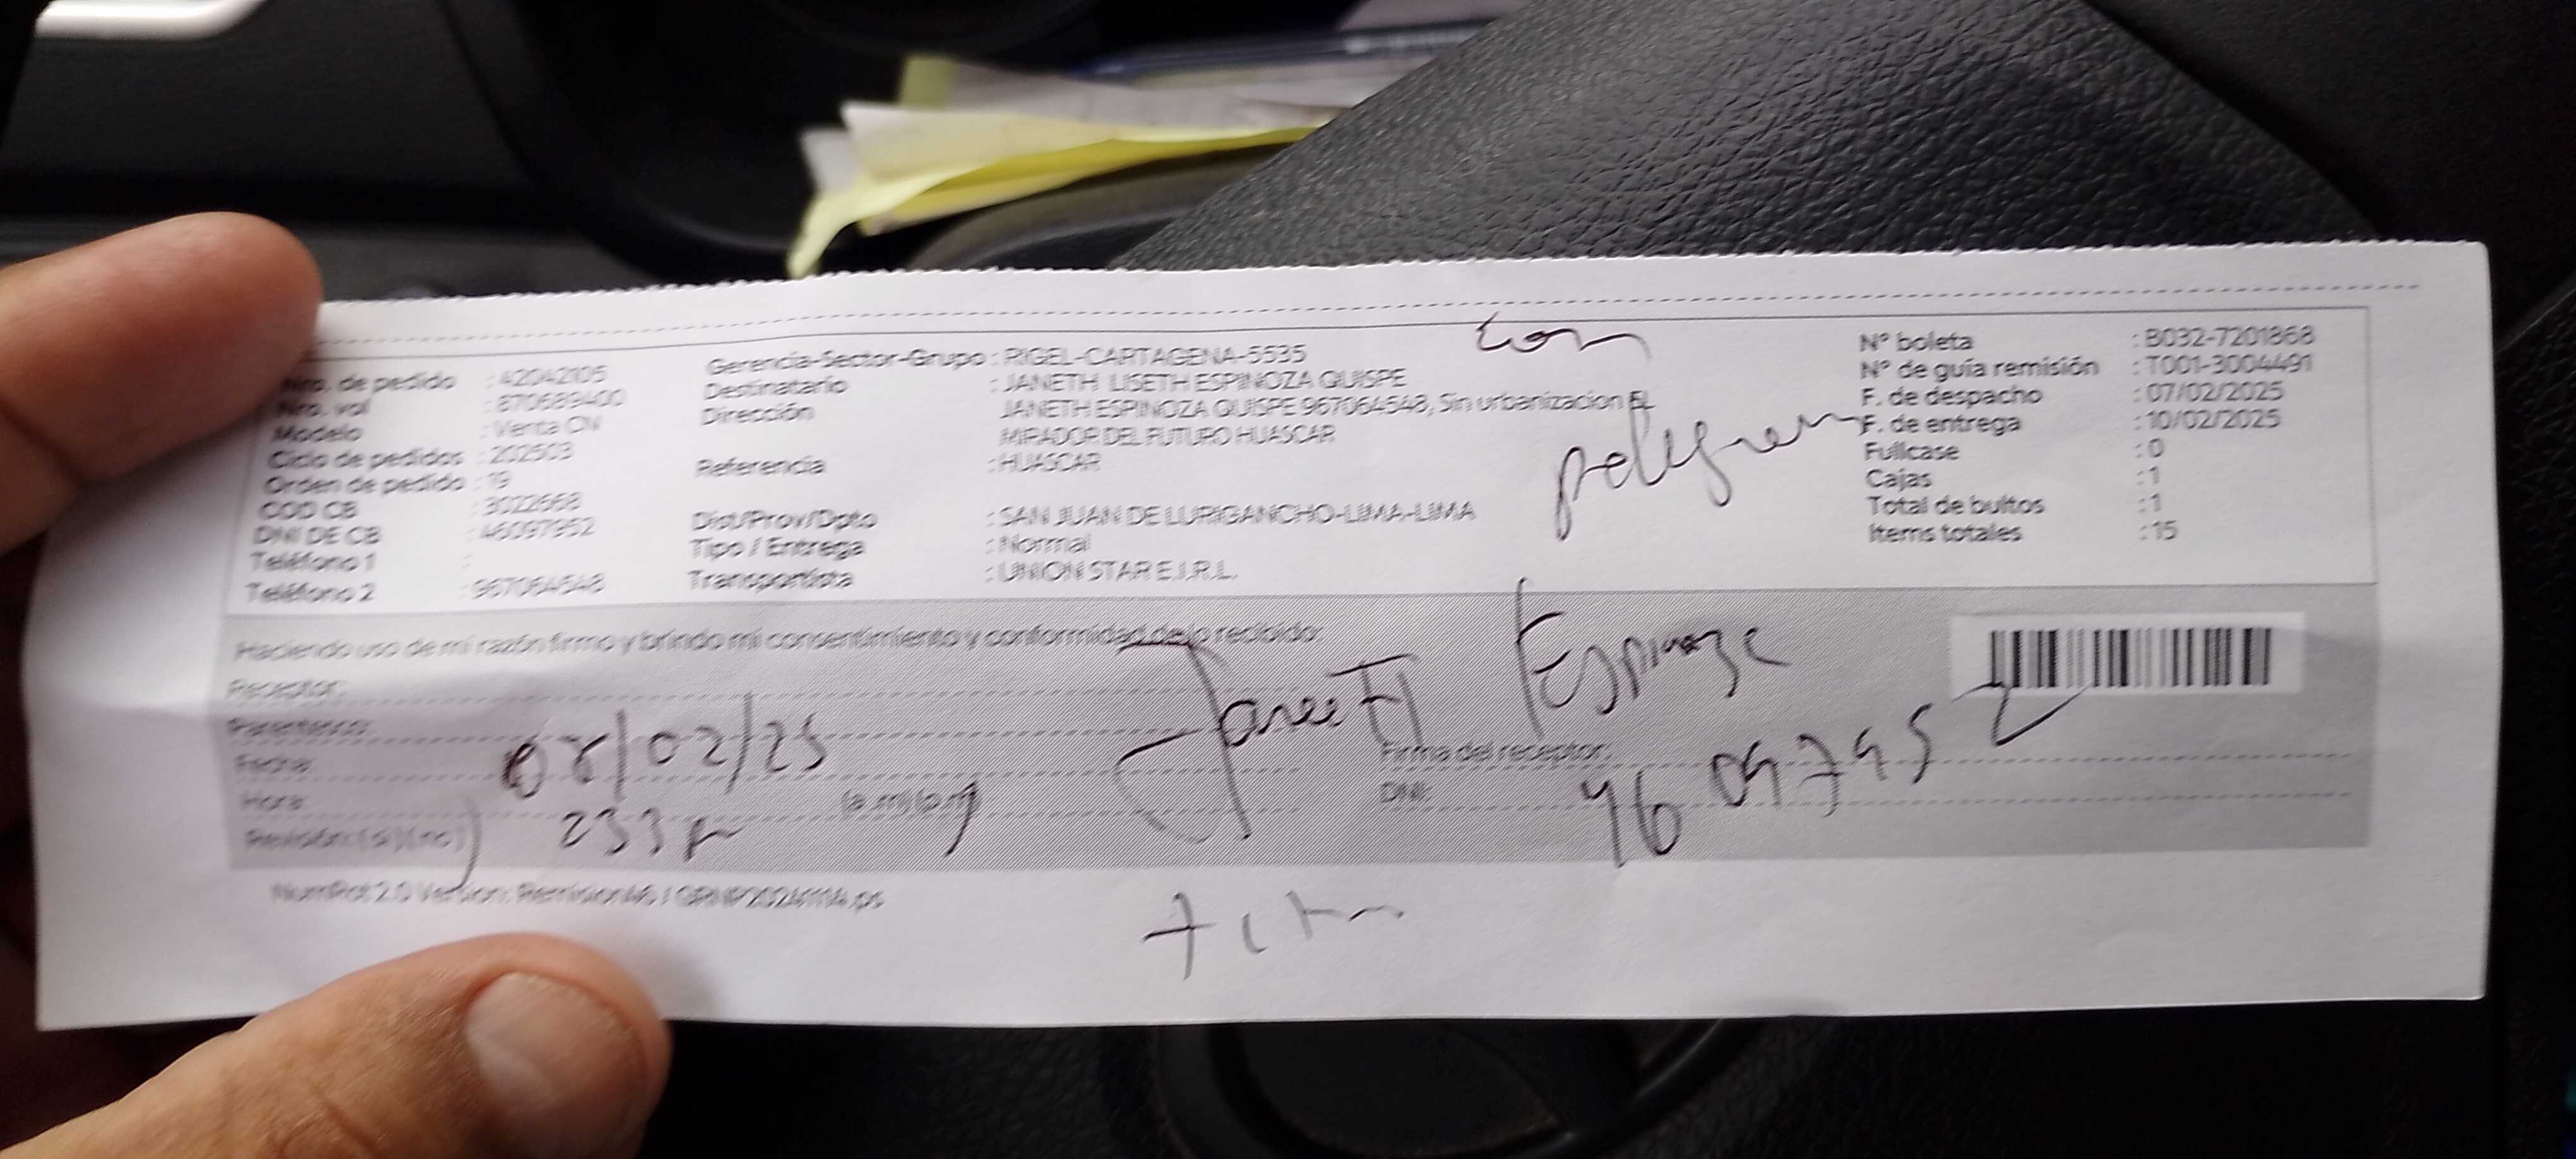 Nro. de pedido : 42042105
Nro. vol : 870689400
Modelo : Venta CN
Ciclo de pedidos : 202503
Orden de pedido : 19
COD CB : 3022668
DNI DE CB : 46097952
Teléfono 1 :
Teléfono 2 : 967064548
Gerencia-Sector-Grupo : RIGEL-CARTAGENA-5535
Destinatario : JANETH LISETH ESPINOZA QUISPE
Dirección JANETH ESPINOZA QUISPE 967064548, Sin urbanizacion EL
MIRADOR DEL FUTURO HUASCAR
Referencia : HUASCAR
Dist/Prov/Dpto : SAN JUAN DE LURIGANCHO-LIMA-LIMA
Tipo / Entrega : Normal
Transportista : UNION STAR E.I.R.L.
N° boleta : B032-7201868
N° de guía remisión : T001-3004491
F. de despacho : 07/02/2025
F. de entrega : 10/02/2025
Fullcase : 0
Cajas : 1
Total de bultos : 1
Items totales : 15
Haciendo uso de mi razón firmo y brindo mi consentimiento y conformidad de lo recibido:
Receptor:
Parentesco:
Fecha: 08/02/25
Hora: 233p (a.m)(p.m)
Revisión (si) (no)
Espinoza
Firma del receptor:
DNI: 46097952
NumRot 2.0 Version: